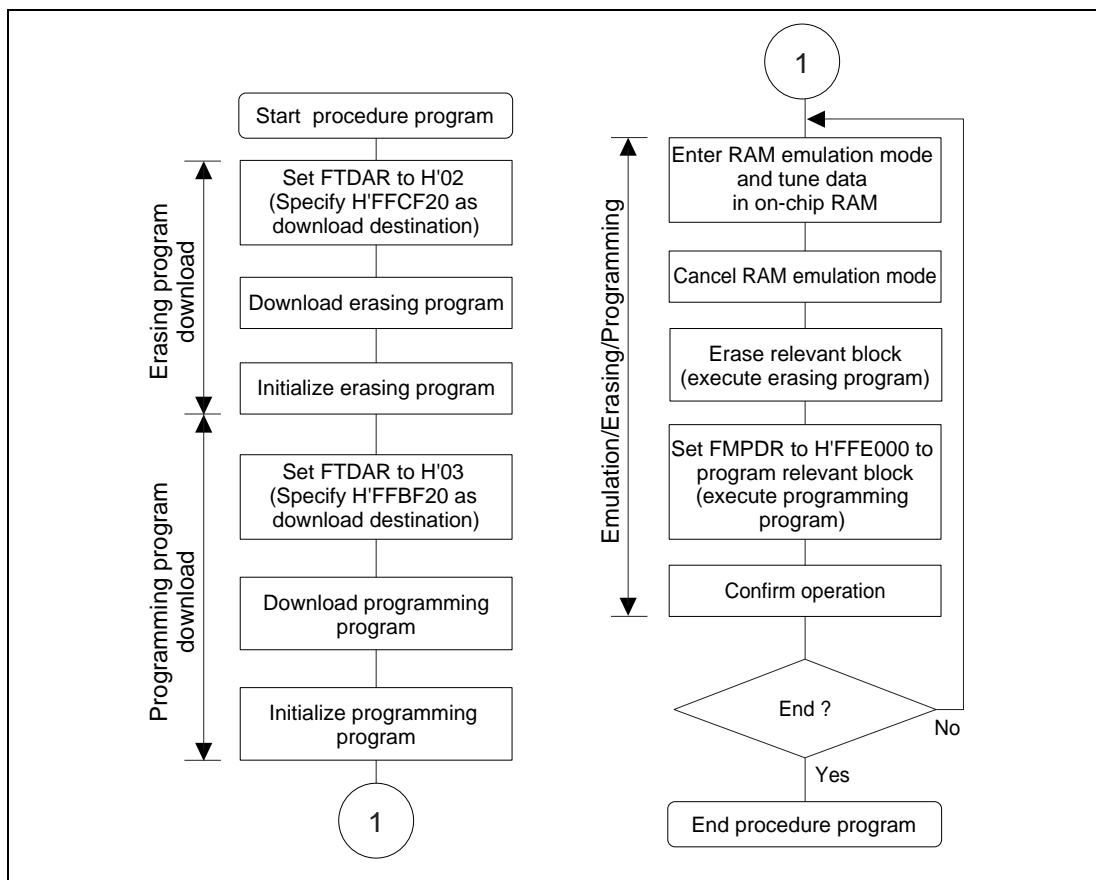 Start procedure program
Erasing program
download
Set FTDAR to H'02
(Specify H'FFCF20 as
download destination)
Download erasing program
Initialize erasing program
Programming program
download
Set FTDAR to H'03
(Specify H'FFBF20 as
download destination)
Download programming
program
Initialize programming
program
1
1
Emulation/Erasing/Programming
Enter RAM emulation mode
and tune data
in on-chip RAM
Cancel RAM emulation mode
Erase relevant block
(execute erasing program)
Set FMPDR to H'FFE000 to
program relevant block
(execute programming
program)
Confirm operation
End ?
No
Yes
End procedure program